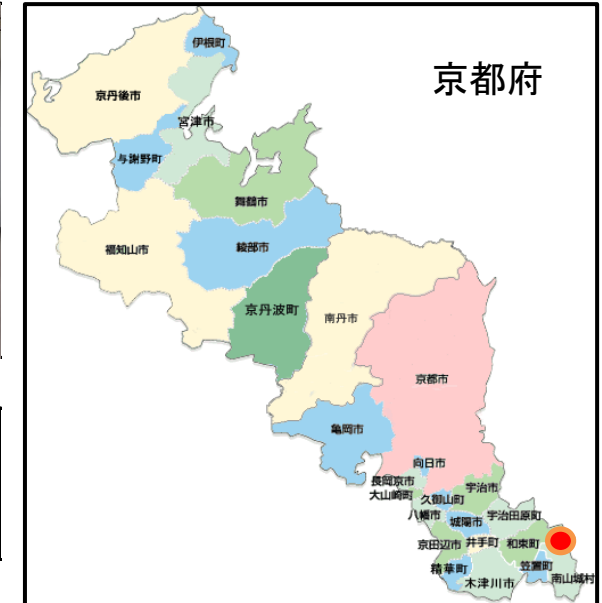 京都府
伊根町
京丹後市
宮津市
与謝野町
舞鶴市
福知山市
綾部市
京丹波町
南丹市
京都市
亀岡市
向日市
長岡京市
大山崎町
宇治市
久御山町
八幡市
宇治田原町
城陽市
京田辺市
井手町
和束町
精華町
笠置町
木津川市
南山城村